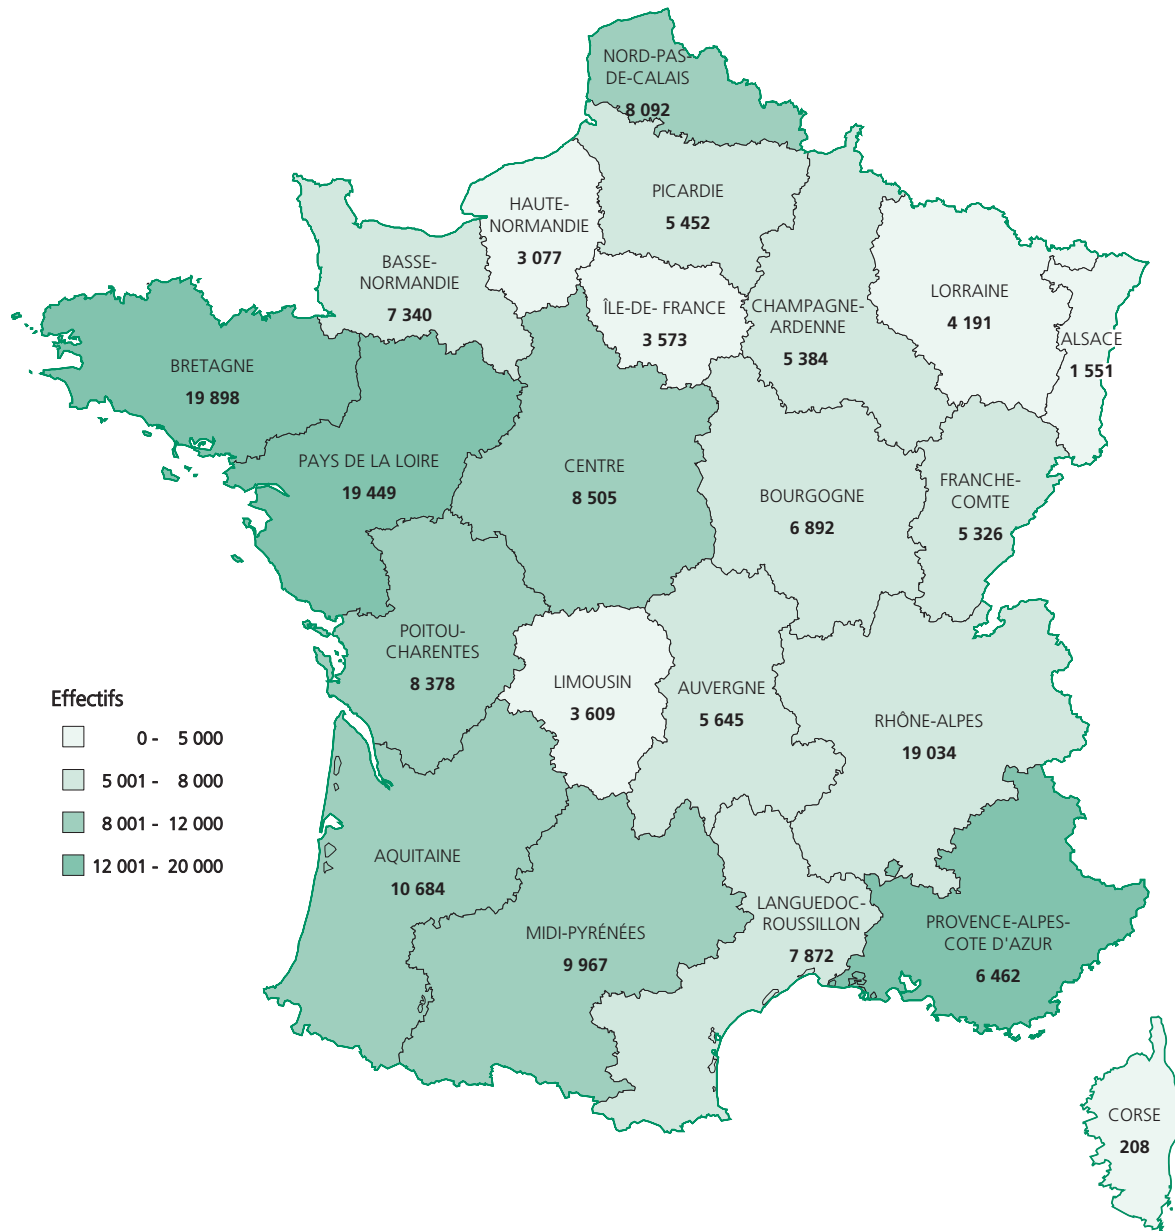 NORD-PAS-
DE-CALAIS
8 092
PICARDIE
5 452
HAUTE-
NORMANDIE
3 077
BASSE-
NORMANDIE
7 340
ÎLE-DE- FRANCE
3 573
CHAMPAGNE-
ARDENNE
5 384
LORRAINE
4 191
ALSACE
1 551
BRETAGNE
19 898
PAYS DE LA LOIRE
19 449
CENTRE
8 505
BOURGOGNE
6 892
FRANCHE-
COMTE
5 326
POITOU-
CHARENTES
8 378
LIMOUSIN
3 609
AUVERGNE
5 645
RHÔNE-ALPES
19 034
Effectifs
0 - 5 000
5 001 - 8 000
8 001 - 12 000
12 001 - 20 000
AQUITAINE
10 684
MIDI-PYRÉNÉES
9 967
LANGUEDOC-
ROUSSILLON
7 872
PROVENCE-ALPES-
COTE D'AZUR
6 462
CORSE
208